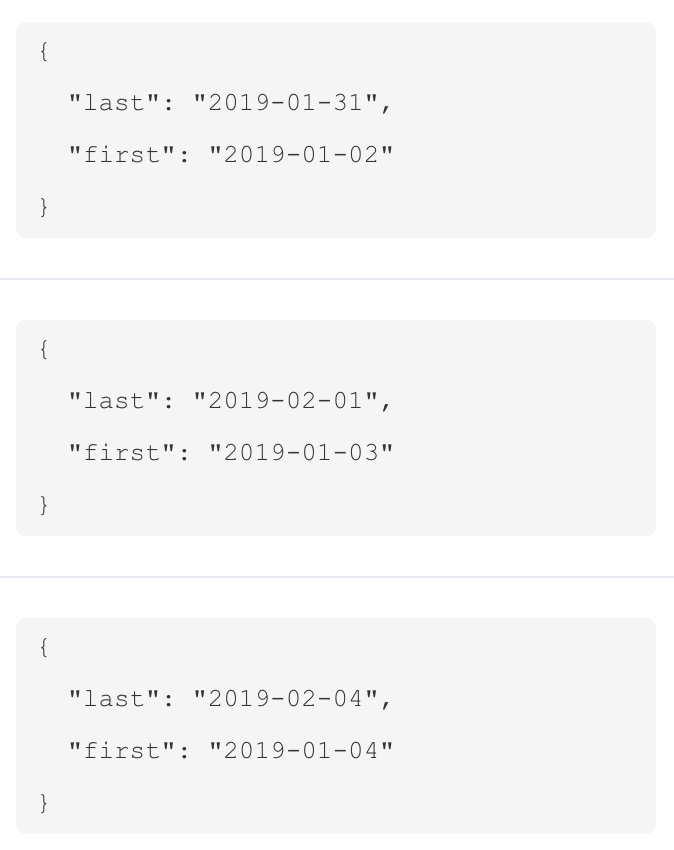 {
"last": "2019-01-31",
"first": "2019-01-02"
}
{
"last": "2019-02-01",
"first": "2019-01-03"
}
{
"last": "2019-02-04",
"first": "2019-01-04"
}